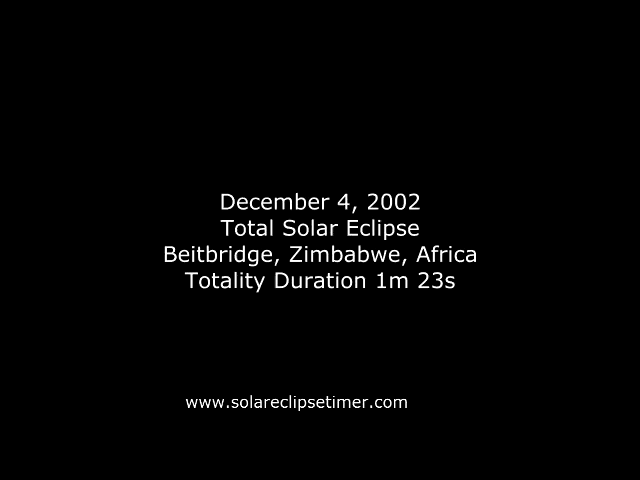 December 4, 2002
Total Solar Eclipse
Beitbridge, Zimbabwe, Africa
Totality Duration 1m 23s
www.solareclipsetimer.com